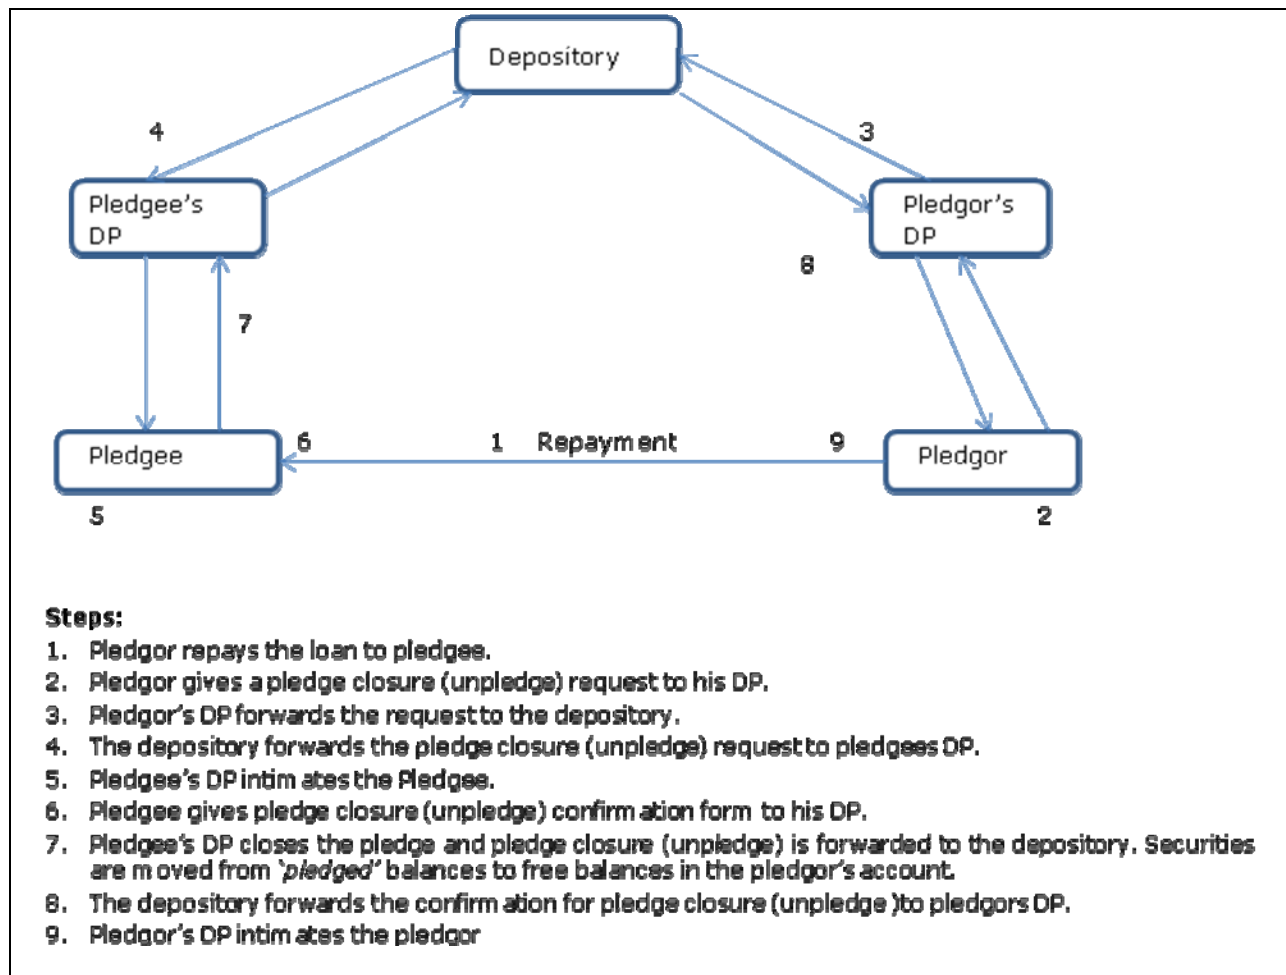 Depository
4
3
Pledgee's
DP
Pledgor's
DP
8
7
Pledgee
6
1 Repayment
9
Pledgor
5
2
Steps:
1. Pledgor repays the loan to pledgee.
2. Pledgor gives a pledge closure (unpledge) request to his DP.
3. Pledgor's DP forwards the request to the depository.
4. The depository forwards the pledge closure (unpledge) request to pledgees DP.
5. Pledgee's DP intimates the Pledgee.
6. Pledgee gives pledge closure (unpledge) confirmation form to his DP.
7. Pledgee's DP closes the pledge and pledge closure (unpledge) is forwarded to the depository. Securities
are moved from 'pledged" balances to free balances in the pledgor's account.
8. The depository forwards the confirmation for pledge closure (unpledge )to pledgors DP.
9. Pledgor's DP intimates the pledgor